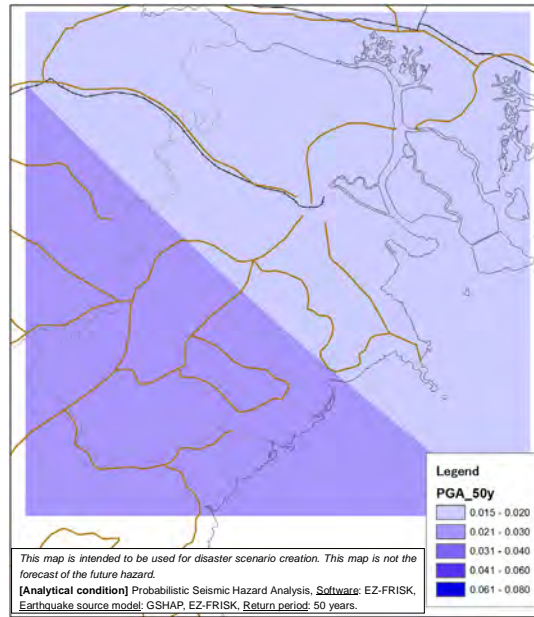 Legend
PGA_50y
0.015 - 0.020
0.021 - 0.030
0.031 - 0.040
0.041 - 0.060
0.061 - 0.080
This map is intended to be used for disaster scenario creation. This map is not the
forecast of the future hazard.
[Analytical condition] Probabilistic Seismic Hazard Analysis, Software: EZ-FRISK,
Earthquake source model: GSHAP, EZ-FRISK, Return period: 50 years.